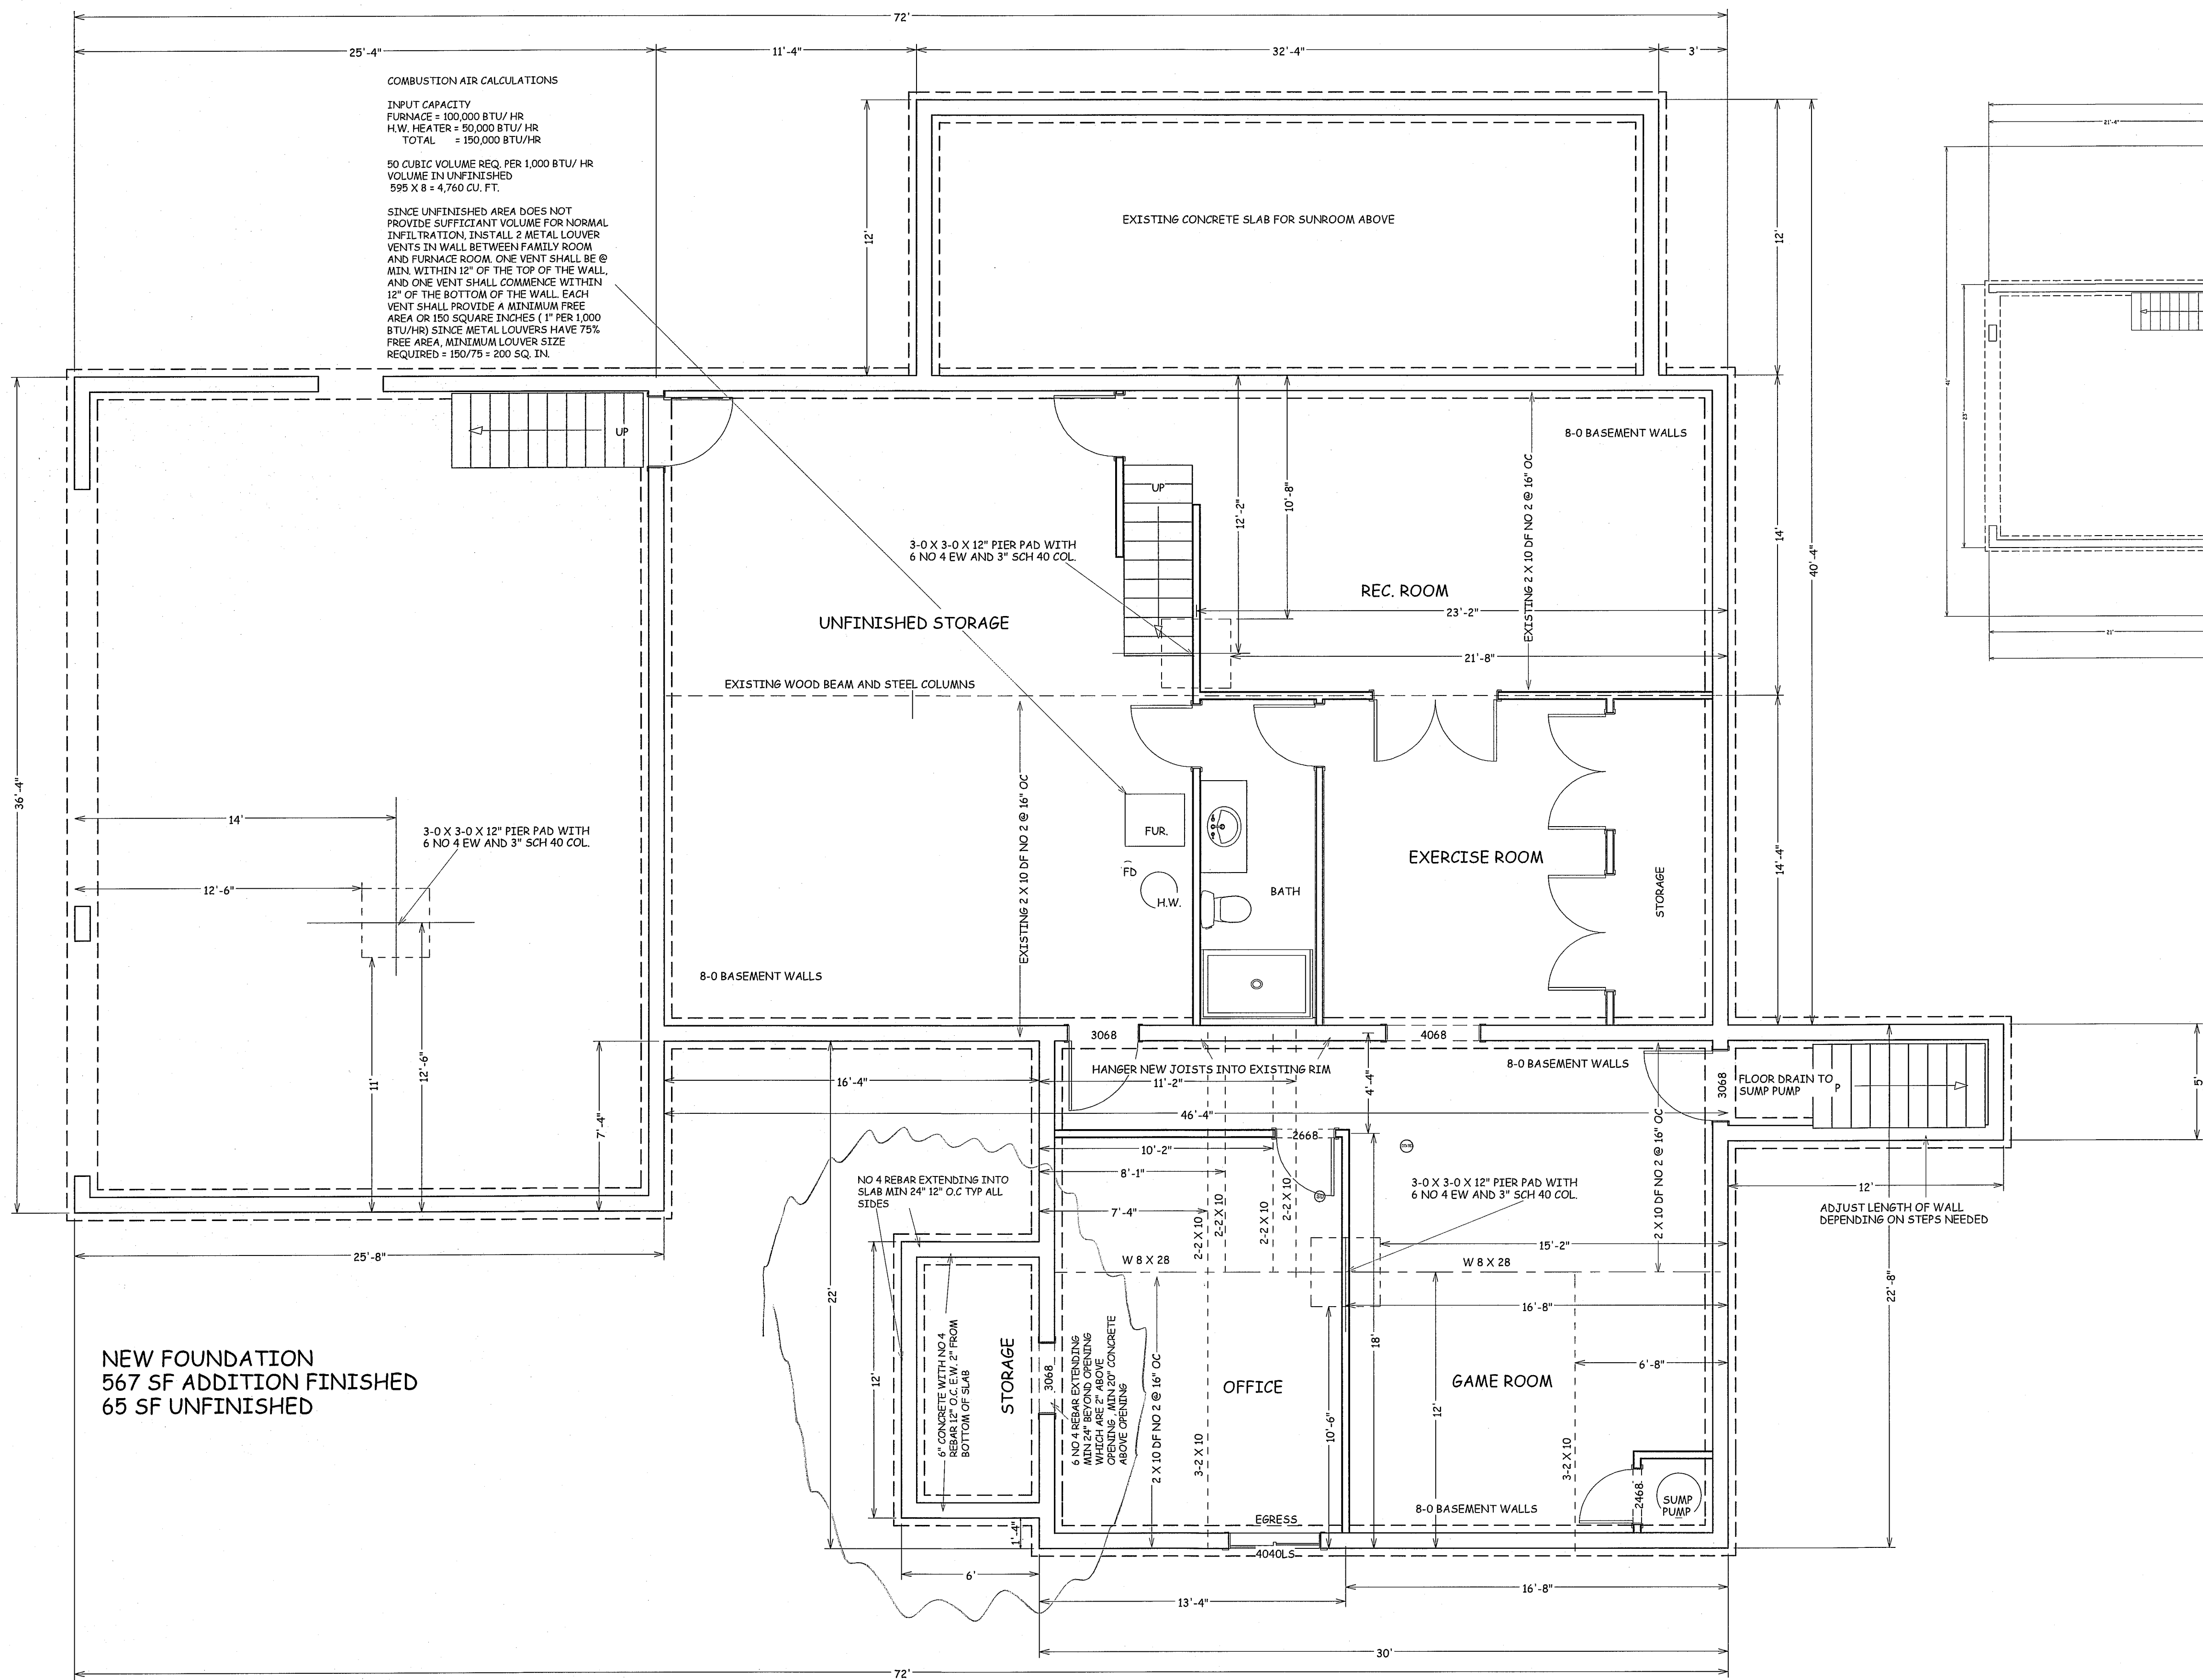 72'
25'-4"
11'-4"
32'-4"
3'
COMBUSTION AIR CALCULATIONS
INPUT CAPACITY
FURNACE = 100,000 BTU/ HR
H.W. HEATER = 50,000 BTU/ HR
TOTAL = 150,000 BTU/HR
50 CUBIC VOLUME REQ. PER 1,000 BTU/ HR
VOLUME IN UNFINISHED
595 X 8 = 4,760 CU. FT.
SINCE UNFINISHED AREA DOES NOT
PROVIDE SUFFICIANT VOLUME FOR NORMAL
INFILTRATION, INSTALL 2 METAL LOUVER
VENTS IN WALL BETWEEN FAMILY ROOM
AND FURNACE ROOM. ONE VENT SHALL BE @
MIN. WITHIN 12" OF THE TOP OF THE WALL,
AND ONE VENT SHALL COMMENCE WITHIN
12" OF THE BOTTOM OF THE WALL. EACH
VENT SHALL PROVIDE A MINIMUM FREE
AREA OR 150 SQUARE INCHES ( 1" PER 1,000
BTU/HR) SINCE METAL LOUVERS HAVE 75%
FREE AREA, MINIMUM LOUVER SIZE
REQUIRED = 150/75 = 200 SQ. IN.
12'
EXISTING CONCRETE SLAB FOR SUNROOM ABOVE
12'
21'-4"
41'
23'
21'
UP
8-0 BASEMENT WALLS
UP
12'-2"
10'-8"
EXISTING 2 X 10 DF NO 2 @ 16" OC
14'
40'-4"
3-0 X 3-0 X 12" PIER PAD WITH
6 NO 4 EW AND 3" SCH 40 COL.
REC. ROOM
23'-2"
UNFINISHED STORAGE
21'-8"
EXISTING WOOD BEAM AND STEEL COLUMNS
36'-4"
14'
3-0 X 3-0 X 12" PIER PAD WITH
6 NO 4 EW AND 3" SCH 40 COL.
12'-6"
11'
12'-6"
EXISTING 2 X 10 DF NO 2 @ 16" OC
FUR.
FD
H.W.
BATH
EXERCISE ROOM
STORAGE
14'-4"
8-0 BASEMENT WALLS
3068
4068
HANGER NEW JOISTS INTO EXISTING RIM
8-0 BASEMENT WALLS
3068
FLOOR DRAIN TO
SUMP PUMP
P
5'
16'-4"
11'-2"
4'-4"
46'-4"
7'-4"
2668
10'-2"
8'-1"
7'-4"
NO 4 REBAR EXTENDING INTO
SLAB MIN 24" 12" O.C TYP ALL
SIDES
2-2 X 10
2-2 X 10
2-2 X 10
2-2 X 10
3-0 X 3-0 X 12" PIER PAD WITH
6 NO 4 EW AND 3" SCH 40 COL.
2 X 10 DF NO 2 @ 16" OC
12'
ADJUST LENGTH OF WALL
DEPENDING ON STEPS NEEDED
15'-2"
W 8 X 28
W 8 X 28
25'-8"
22'
22'-8"
16'-8"
NEW FOUNDATION
567 SF ADDITION FINISHED
65 SF UNFINISHED
12'
6" CONCRETE WITH NO 4
REBAR 12" O.C. E.W. 2" FROM
BOTTOM OF SLAB
STORAGE
3068
6 NO 4 REBAR EXTENDING
MIN 24" BEYOND OPENING
WHICH ARE 2" ABOVE
OPENING , MIN 20" CONCRETE
ABOVE OPENING
2 X 10 DF NO 2 @ 16" OC
3-2 X 10
OFFICE
10'-6"
18'
12'
GAME ROOM
6'-8"
3-2 X 10
2468
SUMP
PUMP
8-0 BASEMENT WALLS
EGRESS
4040LS
1'-4"
6'
13'-4"
16'-8"
30'
72'